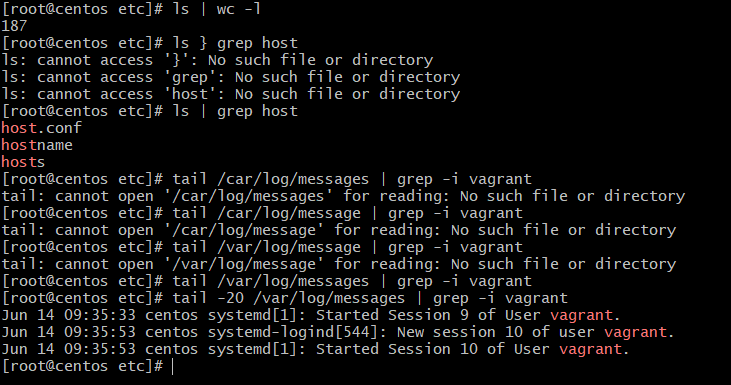 [root@centos etc]# ls | wc -l
187
[root@centos etc]# ls } grep host
ls: cannot access '}': No such file or directory
ls: cannot access 'grep': No such file or directory
ls: cannot access 'host': No such file or directory
[root@centos etc]# ls | grep host
host.conf
hostname
hosts
[root@centos etc]# tail /car/log/messages | grep -i vagrant
tail: cannot open '/car/log/messages' for reading: No such file or directory
[root@centos etc]# tail /car/log/message | grep -i vagrant
tail: cannot open '/car/log/message' for reading: No such file or directory
[root@centos etc]# tail /var/log/message | grep -i vagrant
tail: cannot open '/var/log/message' for reading: No such file or directory
[root@centos etc]# tail /var/log/messages | grep -i vagrant
[root@centos etc]# tail -20 /var/log/messages | grep -i vagrant
Jun 14 09:35:33 centos systemd[1]: Started Session 9 of User vagrant.
Jun 14 09:35:53 centos systemd-logind[544]: New session 10 of user vagrant.
Jun 14 09:35:53 centos systemd[1]: Started Session 10 of User vagrant.
[root@centos etc]#